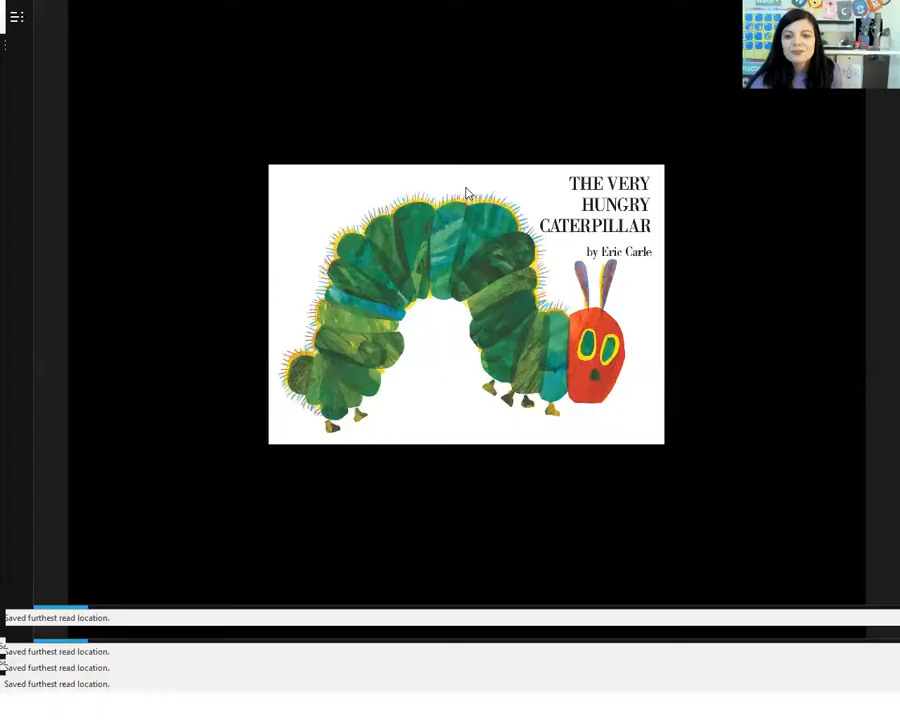 THE VERY
HUNGRY
CATERPILLAR
by Eric Carle
Saved furthest read location.
Saved furthest read location.
Saved furthest read location.
Saved furthest read location.